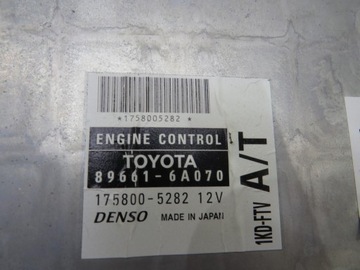 *1758005282*
ENGINE CONTROL
TOYOTA
89661-6A070
175800-5282 12V
DENSO MADE IN JAPAN
1KD-FTV A/T